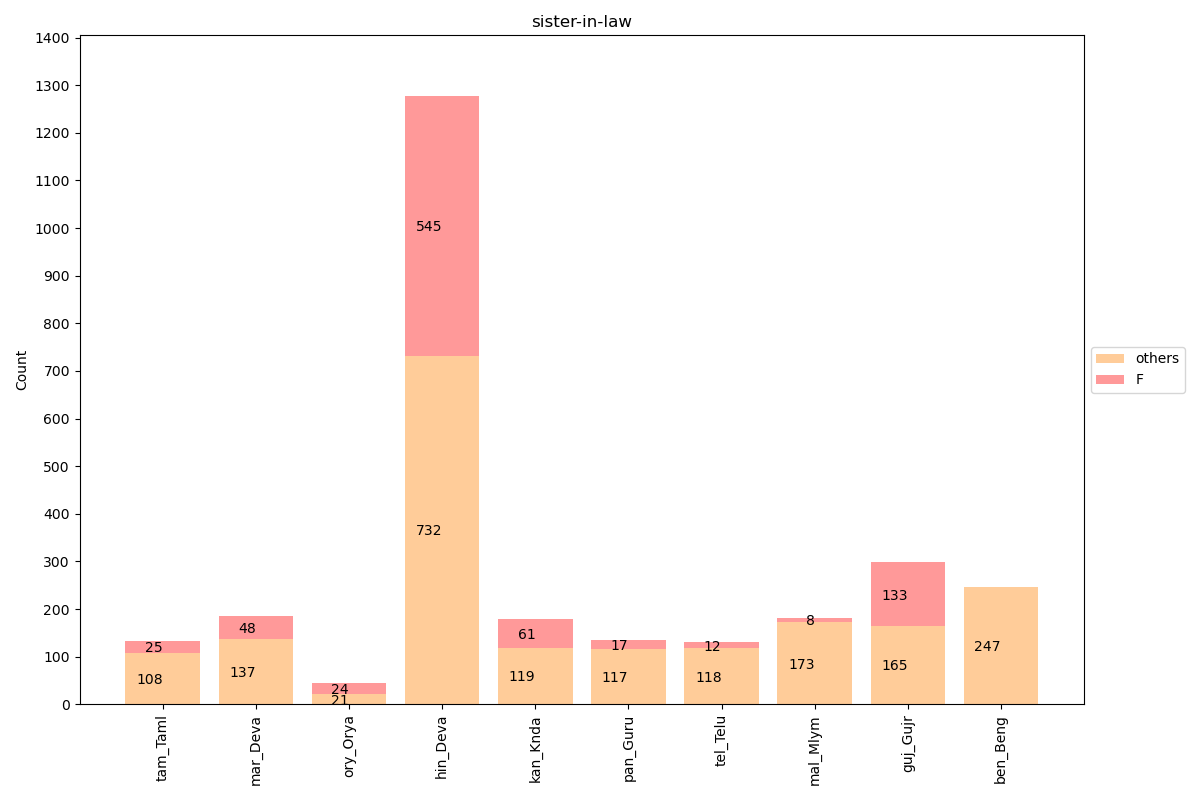 sister-in-law
1400
1300
1200
1100
1000
900
800
700
600
500
400
300
200
100
0
Count
545
732
25
108
48
137
24
21
61
119
17
117
12
118
8
173
133
165
247
tam_Taml
mar_Deva
ory_Orya
hin_Deva
kan_Knda
pan_Guru
tel_Telu
mal_Mlym
guj_Gujr
ben_Beng
others
F